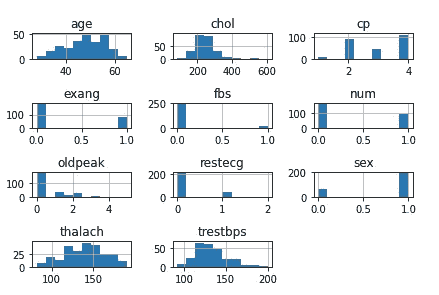 age chol cp
50 50 100
0 0 0
40 60 200 400 600 2 4
exang fbs num
100 250 100
0 0 0
0.0 0.5 1.0 0.0 0.5 1.0 0.0 0.5 1.0
oldpeak restecg sex
100 200 200
0 0 0
0 2 4 0 1 2 0.0 0.5 1.0
thalach trestbps
25 50
0 0
100 150 100 150 200